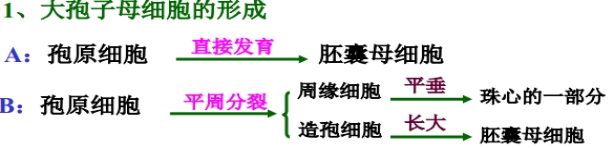 1、大孢子母细胞的形成
A：孢原细胞 直接发育 胚囊母细胞
B：孢原细胞 平周分裂 周缘细胞 平垂 珠心的一部分
造孢细胞 长大 胚囊母细胞